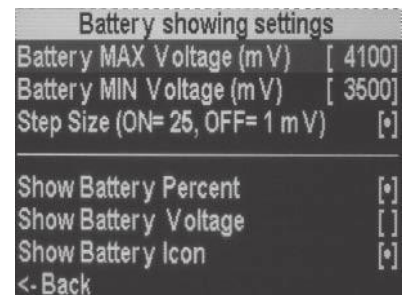 Battery showing settings
Battery MAX Voltage (mV) [ 4100]
Battery MIN Voltage (mV) [ 3500]
Step Size (ON= 25, OFF= 1 mV) [•]
Show Battery Percent [•]
Show Battery Voltage [ ]
Show Battery Icon [•]
<- Back